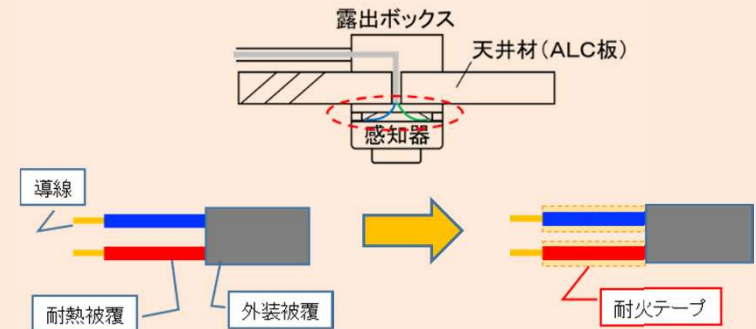 露出ボックス
天井材(ALC板)
感知器
導線
耐熱被覆
外装被覆
耐火テープ